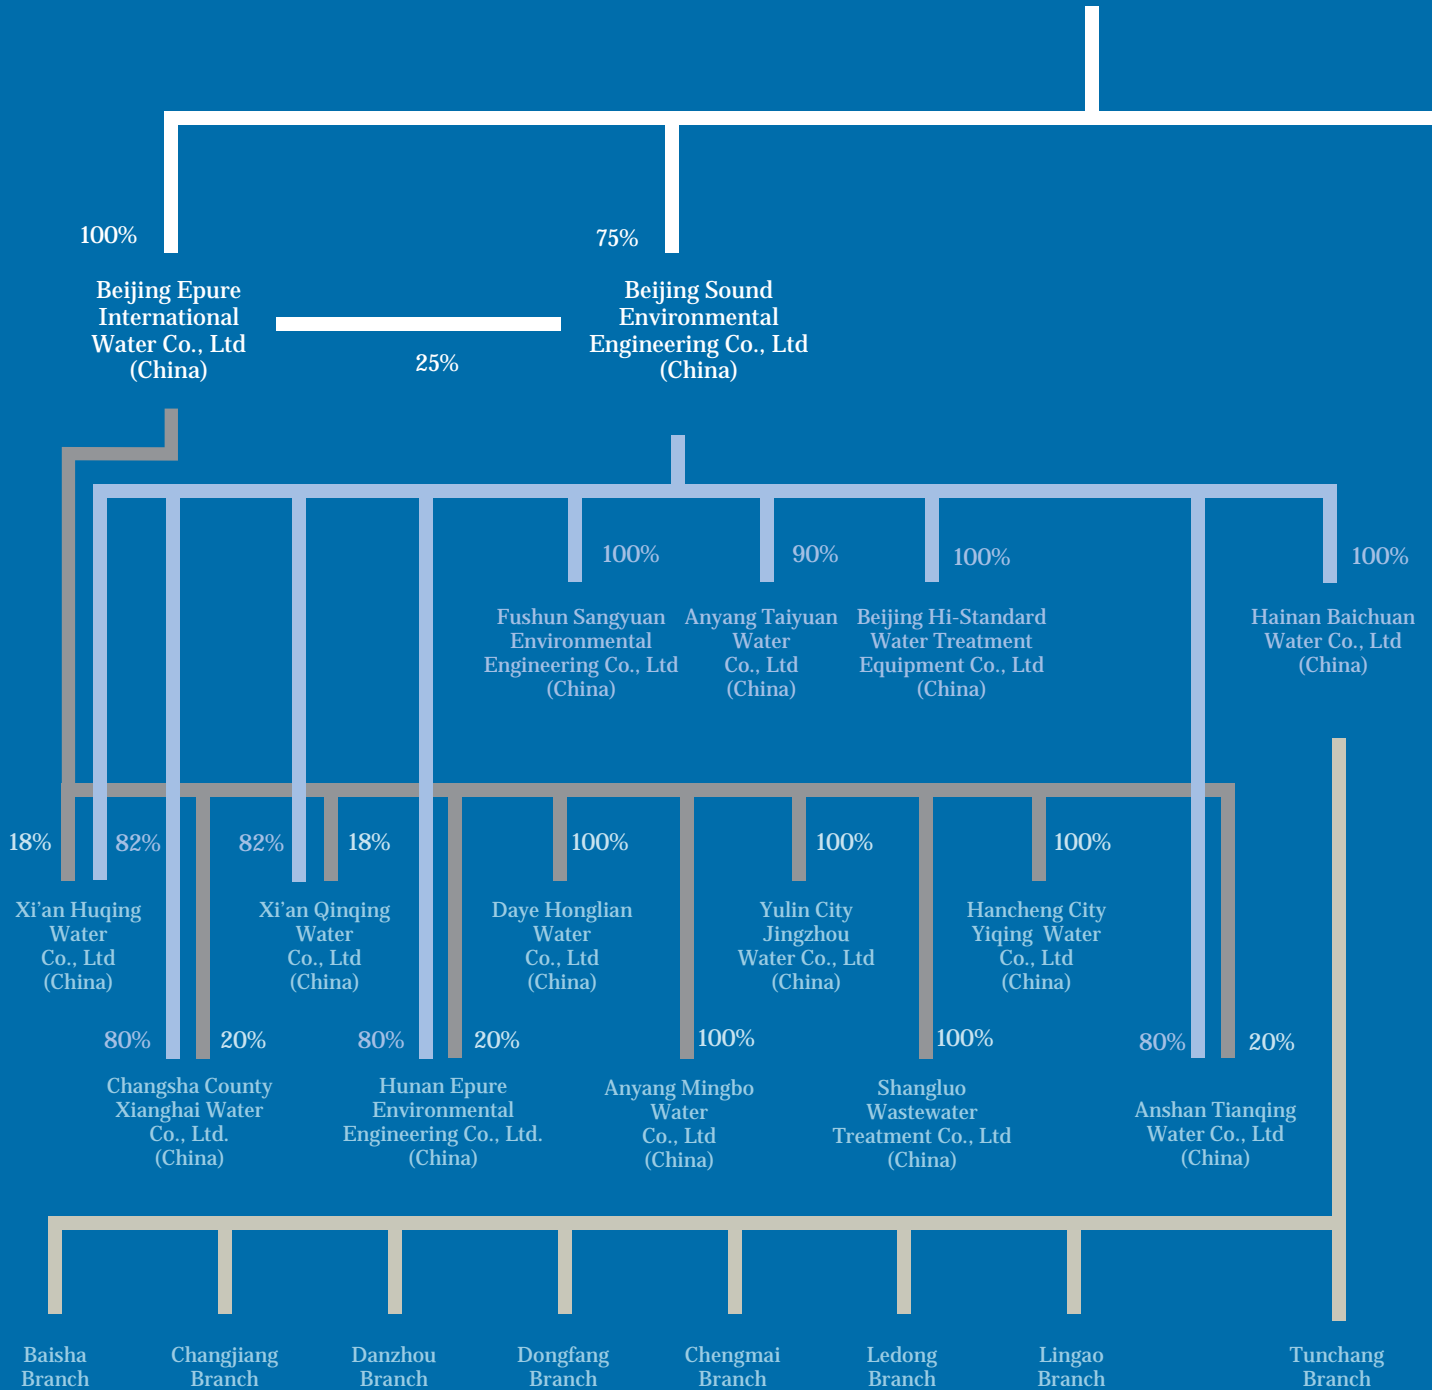 100%
75%
Beijing Epure
International
Water Co., Ltd
(China)
25%
Beijing Sound
Environmental
Engineering Co., Ltd
(China)
100%
90%
100%
100%
Fushun Sangyuan
Environmental
Engineering Co., Ltd
(China)
Anyang Taiyuan
Water
Co., Ltd
(China)
Beijing Hi-Standard
Water Treatment
Equipment Co., Ltd
(China)
Hainan Baichuan
Water Co., Ltd
(China)
18%
82%
82%
18%
100%
100%
100%
Xi’an Huqing
Water
Co., Ltd
(China)
Xi’an Qinqing
Water
Co., Ltd
(China)
Daye Honglian
Water
Co., Ltd
(China)
Yulin City
Jingzhou
Water Co., Ltd
(China)
Hancheng City
Yiqing Water
Co., Ltd
(China)
80%
20%
80%
20%
100%
100%
80%
20%
Changsha County
Xianghai Water
Co., Ltd.
(China)
Hunan Epure
Environmental
Engineering Co., Ltd.
(China)
Anyang Mingbo
Water
Co., Ltd
(China)
Shangluo
Wastewater
Treatment Co., Ltd
(China)
Anshan Tianqing
Water Co., Ltd
(China)
Baisha
Branch
Changjiang
Branch
Danzhou
Branch
Dongfang
Branch
Chengmai
Branch
Ledong
Branch
Lingao
Branch
Tunchang
Branch